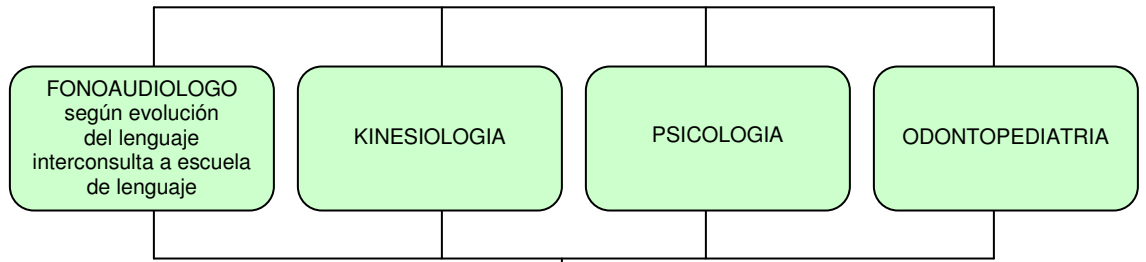 FONOAUDIOLOGO
según evolución
del lenguaje
interconsulta a escuela
de lenguaje
KINESIOLOGIA
PSICOLOGIA
ODONTOPEDIATRIA